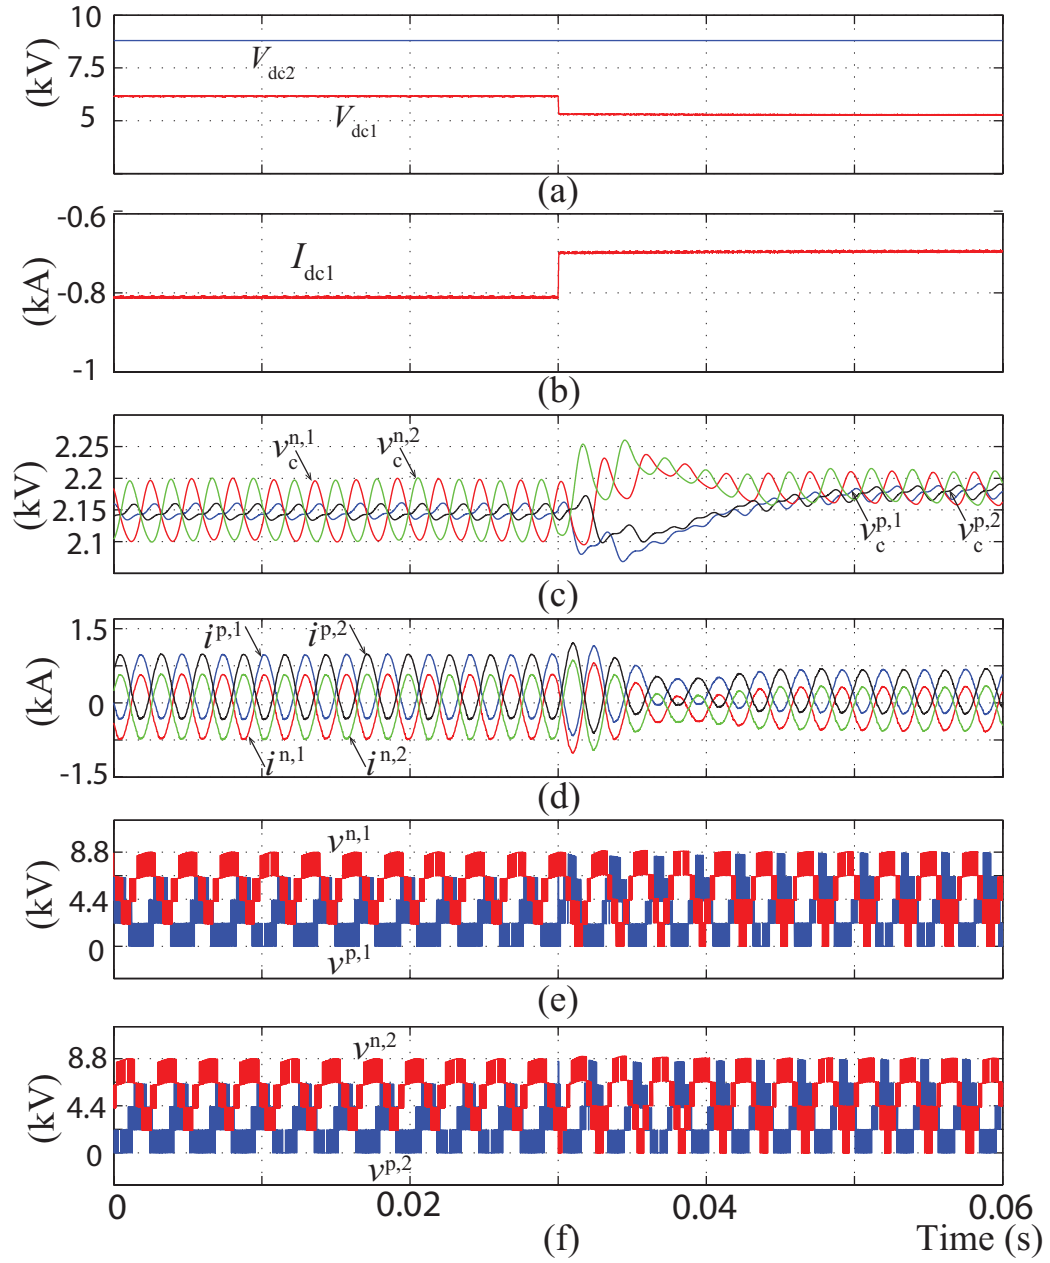 10
7.5
5
(kV)
V_dc2
V_dc1
(a)
-0.6
-0.8
-1
(kA)
I_dc1
(b)
2.25
2.2
2.15
2.1
(kV)
v_c^n,1
v_c^n,2
v_c^p,1
v_c^p,2
(c)
1.5
0
-1.5
(kA)
i^p,1
i^p,2
i^n,1
i^n,2
(d)
8.8
4.4
0
(kV)
v^n,1
v^p,1
(e)
8.8
4.4
0
(kV)
v^n,2
v^p,2
0 0.02 0.04 0.06
(f) Time (s)